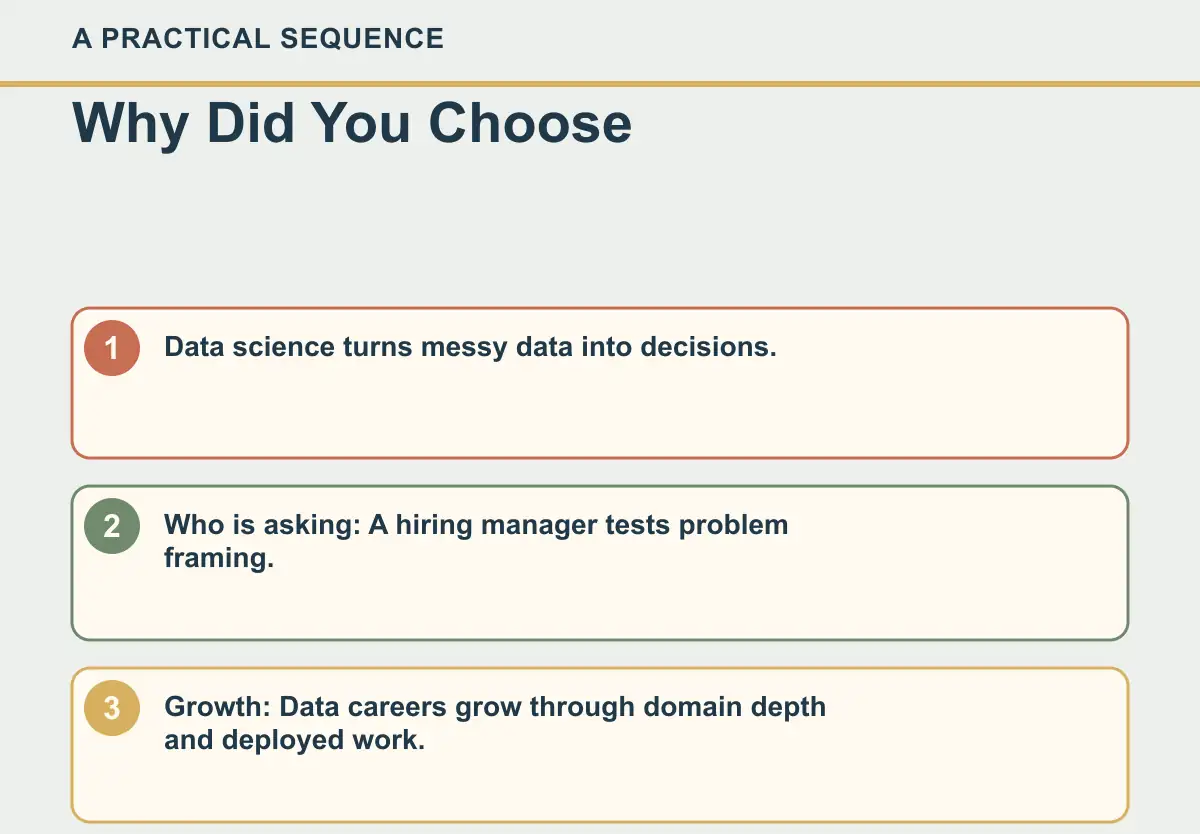 A PRACTICAL SEQUENCE
Why Did You Choose
1
Data science turns messy data into decisions.
2
Who is asking: A hiring manager tests problem
framing.
3
Growth: Data careers grow through domain depth
and deployed work.